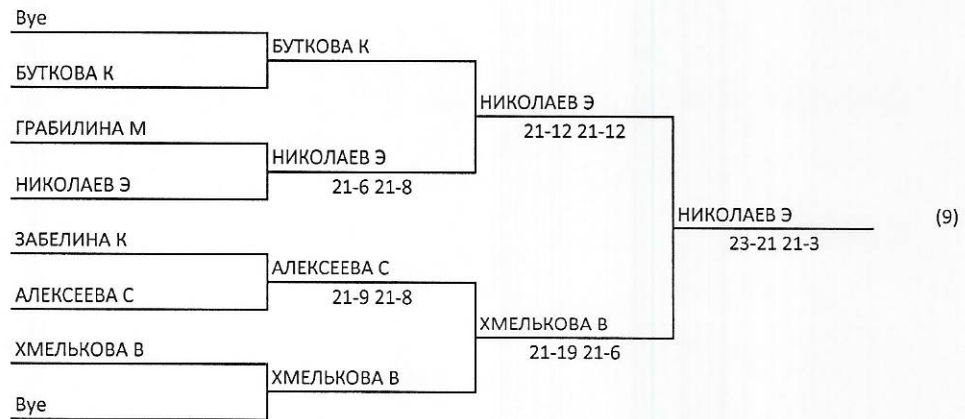 Bye
БУТКОВА К
БУТКОВА К
НИКОЛАЕВ Э
ГРАБИЛИНА М
21-12 21-12
НИКОЛАЕВ Э
НИКОЛАЕВ Э
21-6 21-8
НИКОЛАЕВ Э (9)
ЗАБЕЛИНА К
23-21 21-3
АЛЕКСЕЕВА С
АЛЕКСЕЕВА С
21-9 21-8
ХМЕЛЬКОВА В
ХМЕЛЬКОВА В
21-19 21-6
ХМЕЛЬКОВА В
Bye